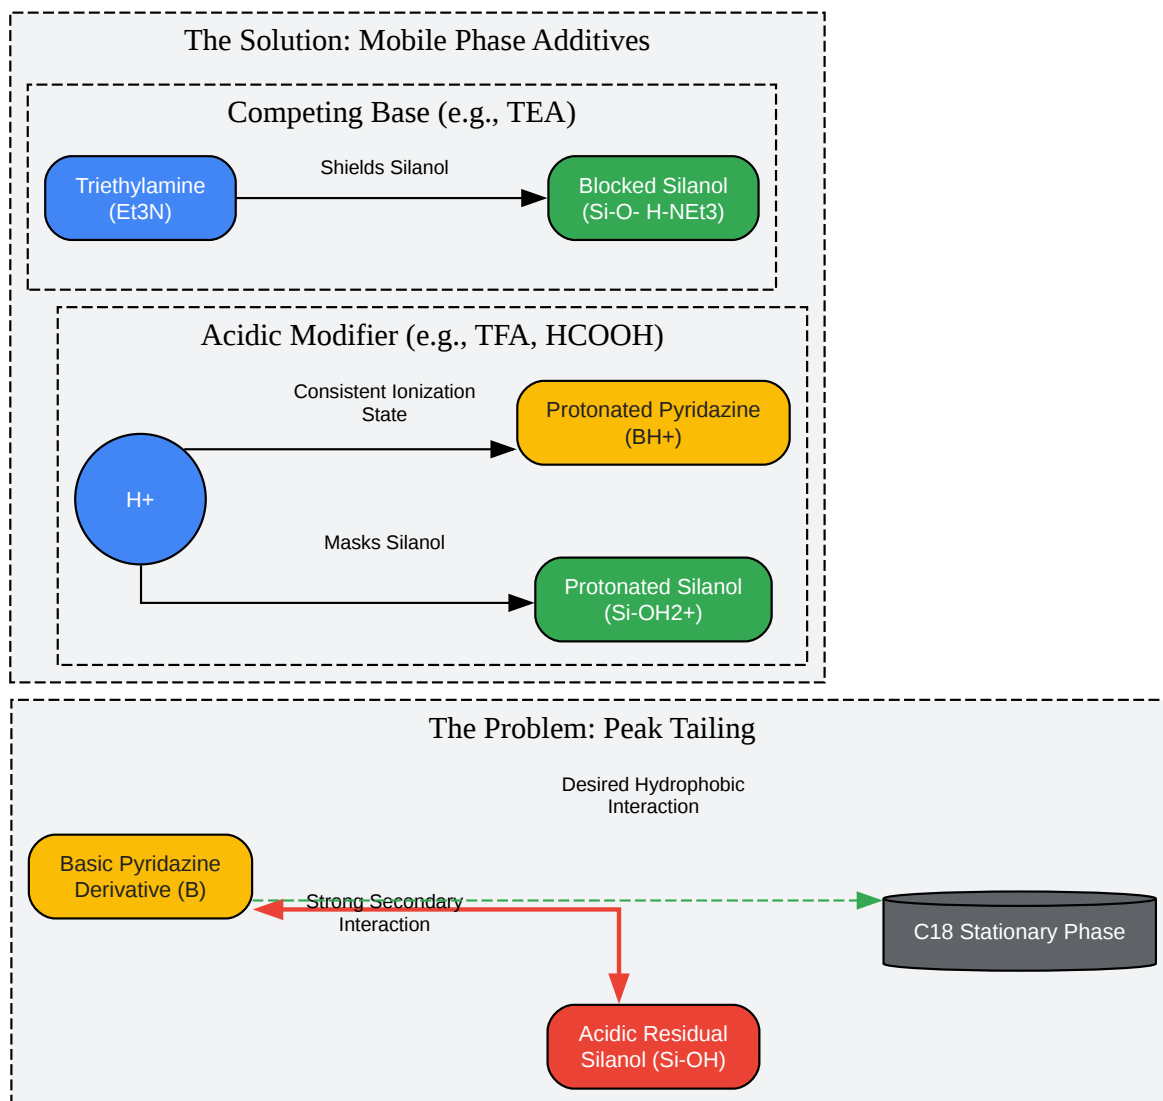 The Solution: Mobile Phase Additives
Competing Base (e.g., TEA)
Triethylamine
(Et3N)
Shields Silanol
Blocked Silanol
(Si-O- H-NEt3)
Acidic Modifier (e.g., TFA, HCOOH)
H+
Consistent Ionization
State
Protonated Pyridazine
(BH+)
Masks Silanol
Protonated Silanol
(Si-OH2+)
The Problem: Peak Tailing
Desired Hydrophobic
Interaction
Basic Pyridazine
Derivative (B)
Strong Secondary
Interaction
C18 Stationary Phase
Acidic Residual
Silanol (Si-OH)